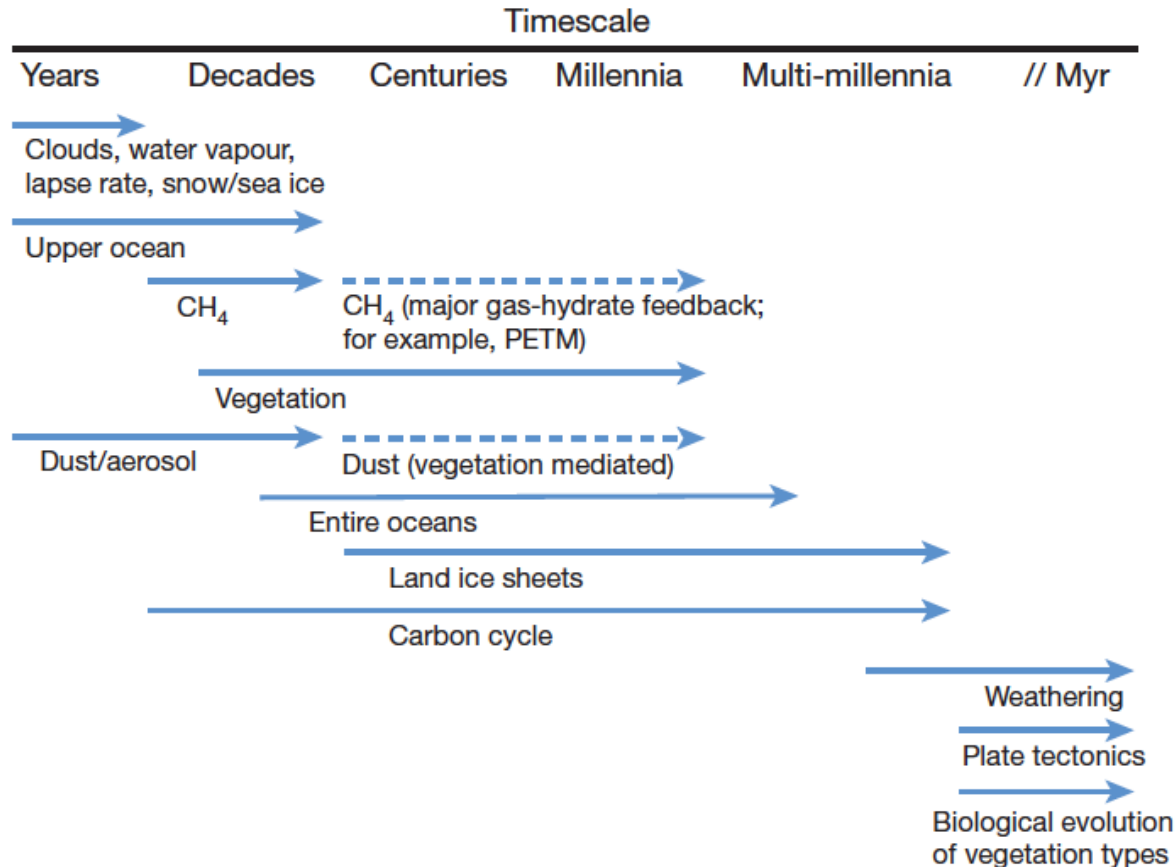 Timescale
Years Decades Centuries Millennia Multi-millennia // Myr
Clouds, water vapour,
lapse rate, snow/sea ice
Upper ocean
CH₄
CH₄ (major gas-hydrate feedback;
for example, PETM)
Vegetation
Dust/aerosol
Dust (vegetation mediated)
Entire oceans
Land ice sheets
Carbon cycle
Weathering
Plate tectonics
Biological evolution
of vegetation types